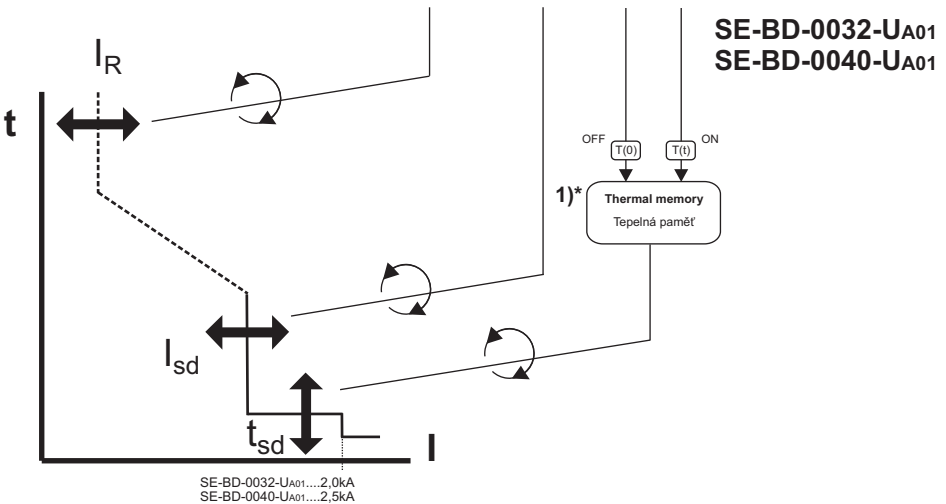 SE-BD-0032-UA01
SE-BD-0040-UA01
IR
t
OFF
T(0)
T(t)
ON
1)*
Thermal memory
Tepelná paměť
Isd
tsd
I
SE-BD-0032-UA01....2,0kA
SE-BD-0040-UA01....2,5kA